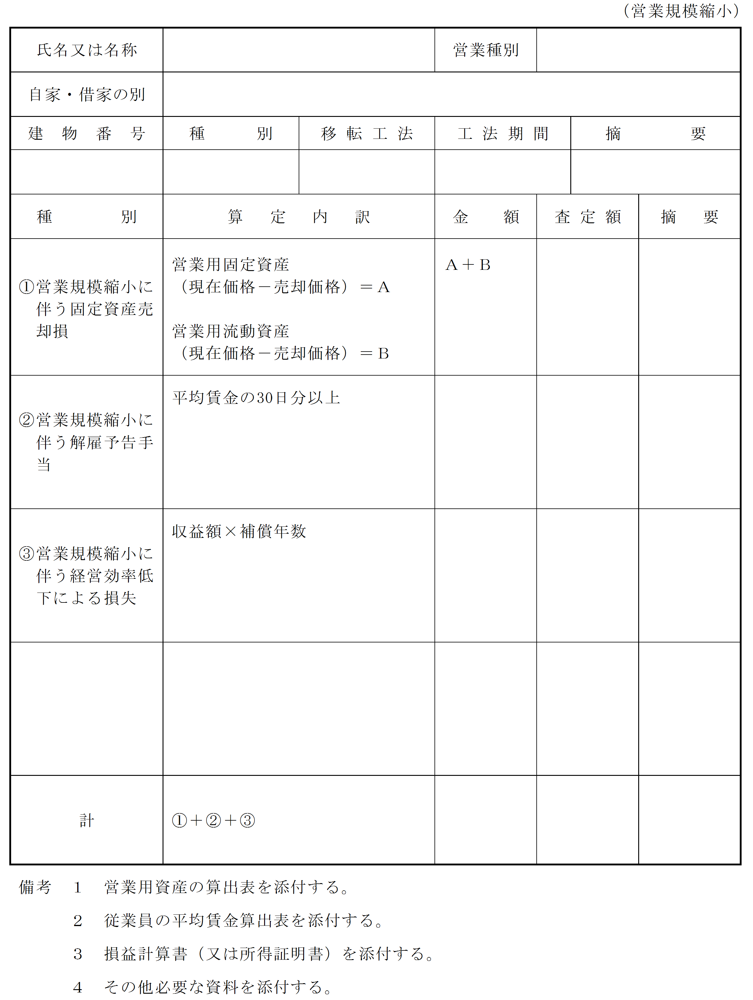 （営業規模縮小）
氏名又は名称　営業種別
自家・借家の別
建物番号　種別　移転工法　工法期間　摘要
種別　算定内訳　金額　査定額　摘要
①営業規模縮小に
伴う固定資産売
却損
営業用固定資産
（現在価格－売却価格）＝Ａ
営業用流動資産
（現在価格－売却価格）＝Ｂ
Ａ＋Ｂ
②営業規模縮小に
伴う解雇予告手
当
平均賃金の30日分以上
③営業規模縮小に
伴う経営効率低
下による損失
収益額×補償年数
計　①＋②＋③
備考　１　営業用資産の算出表を添付する。
２　従業員の平均賃金算出表を添付する。
３　損益計算書（又は所得証明書）を添付する。
４　その他必要な資料を添付する。